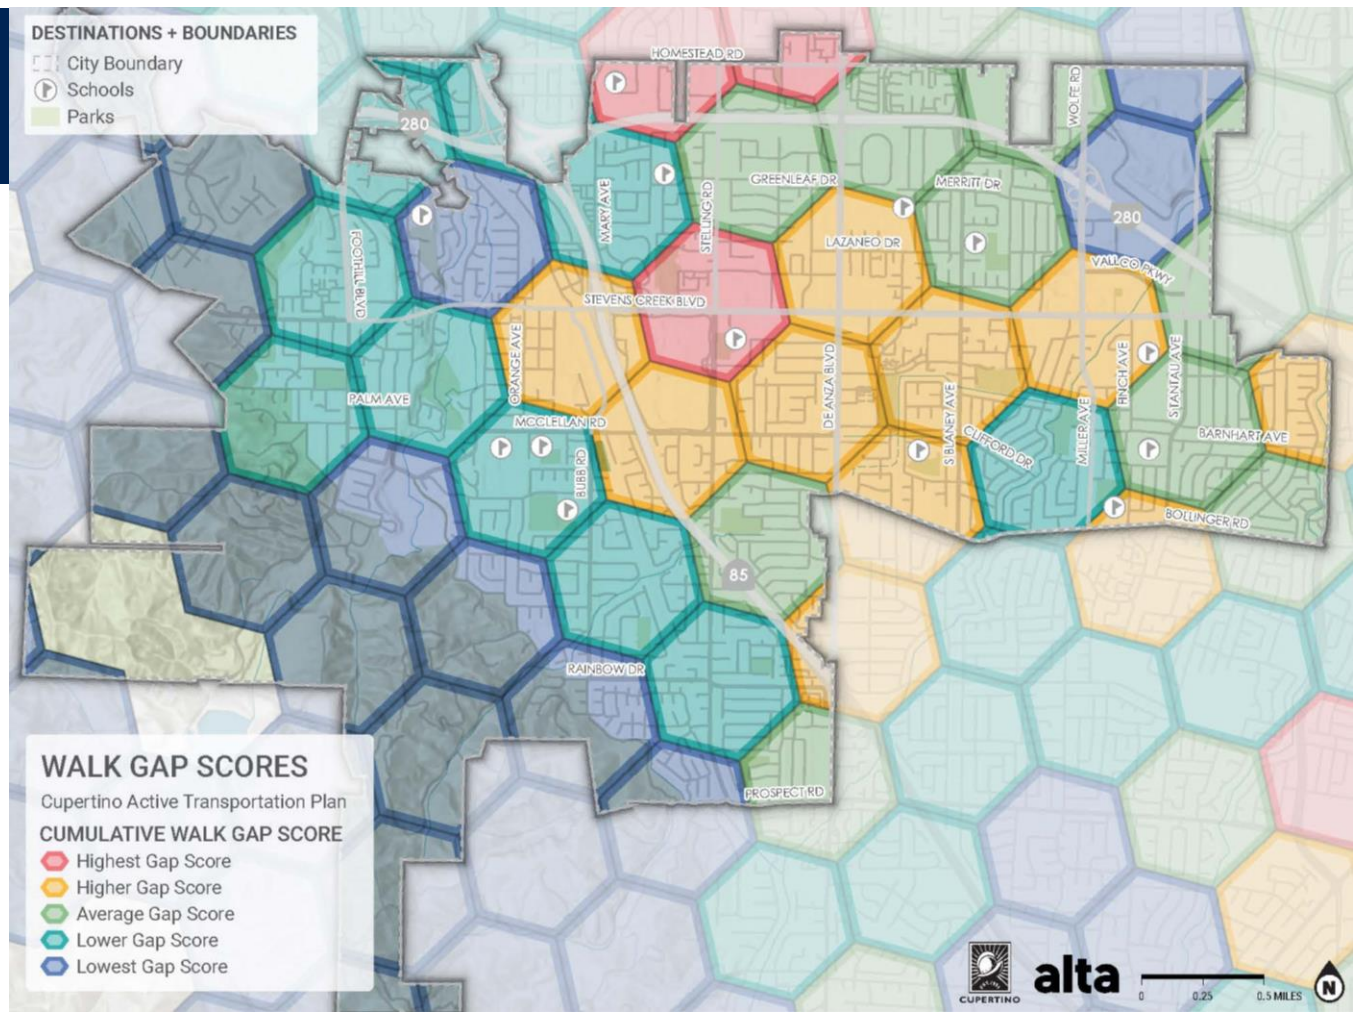 DESTINATIONS + BOUNDARIES
City Boundary
Schools
Parks
HOMESTEAD RD
WOLFE RD
280
GREENLEAF DR
MERRITT DR
MARY AVE
STELLING RD
280
FOOTHILL BLVD
LAZANEO DR
VALLCO PKWY
STEVENS CREEK BLVD
ORANGE AVE
DE ANZA BLVD
FINCH AVE
S TANTAU AVE
PALM AVE
MCCLELLAN RD
S BLANEY AVE
CLIFFORD DR
MILLER AVE
BARNHART AVE
BUBB RD
BOLLINGER RD
85
RAINBOW DR
PROSPECT RD
WALK GAP SCORES
Cupertino Active Transportation Plan
CUMULATIVE WALK GAP SCORE
Highest Gap Score
Higher Gap Score
Average Gap Score
Lower Gap Score
Lowest Gap Score
CUPERTINO
alta
0 0.25 0.5 MILES
N